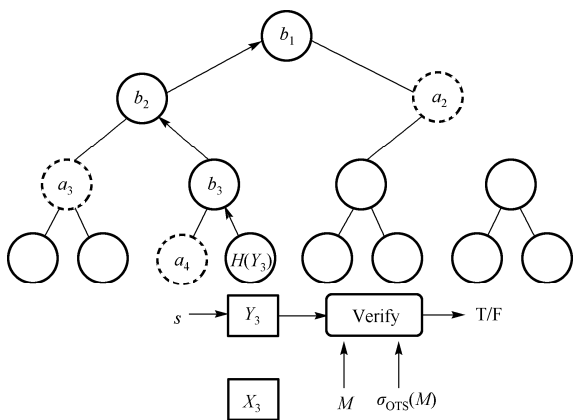 b₁
b₂
a₂
a₃
b₃
a₄
H(Y₃)
s
Y₃
Verify
T/F
X₃
M
σOTS(M)